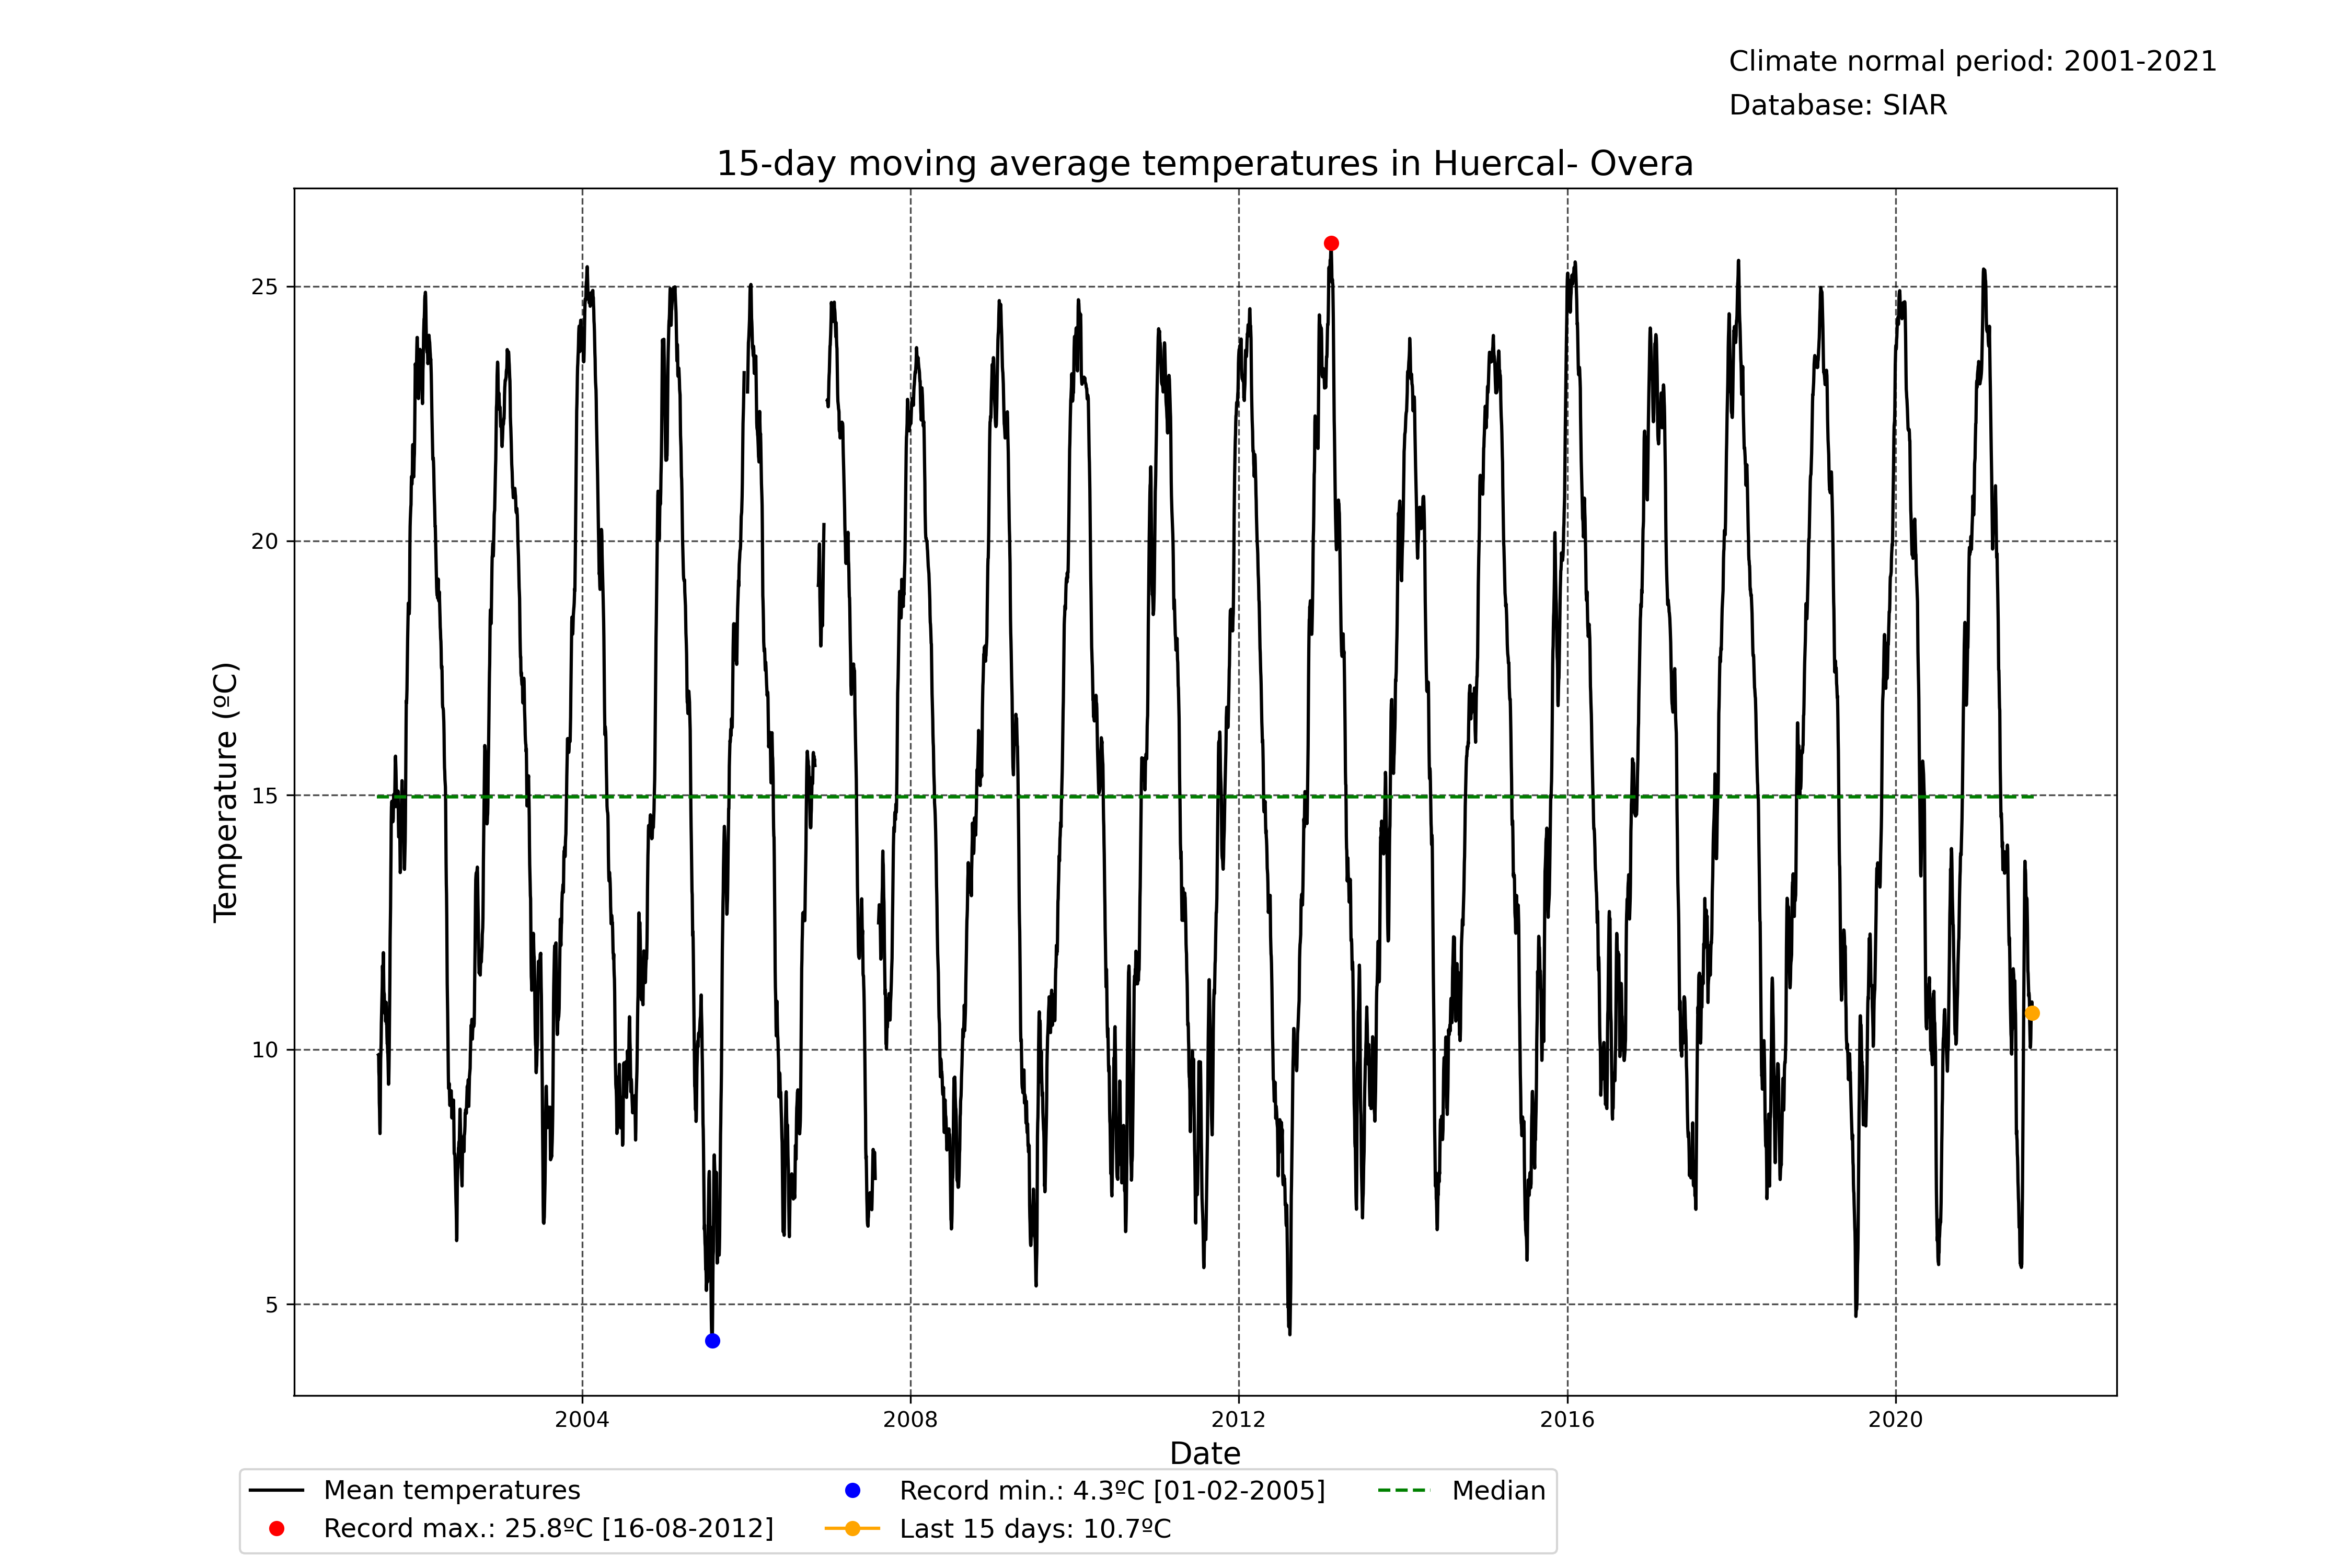 Climate normal period: 2001-2021
Database: SIAR
15-day moving average temperatures in Huercal- Overa
25
20
15
10
5
Temperature (ºC)
2004 2008 2012 2016 2020
Date
Mean temperatures
Record max.: 25.8ºC [16-08-2012]
Record min.: 4.3ºC [01-02-2005]
Last 15 days: 10.7ºC
Median